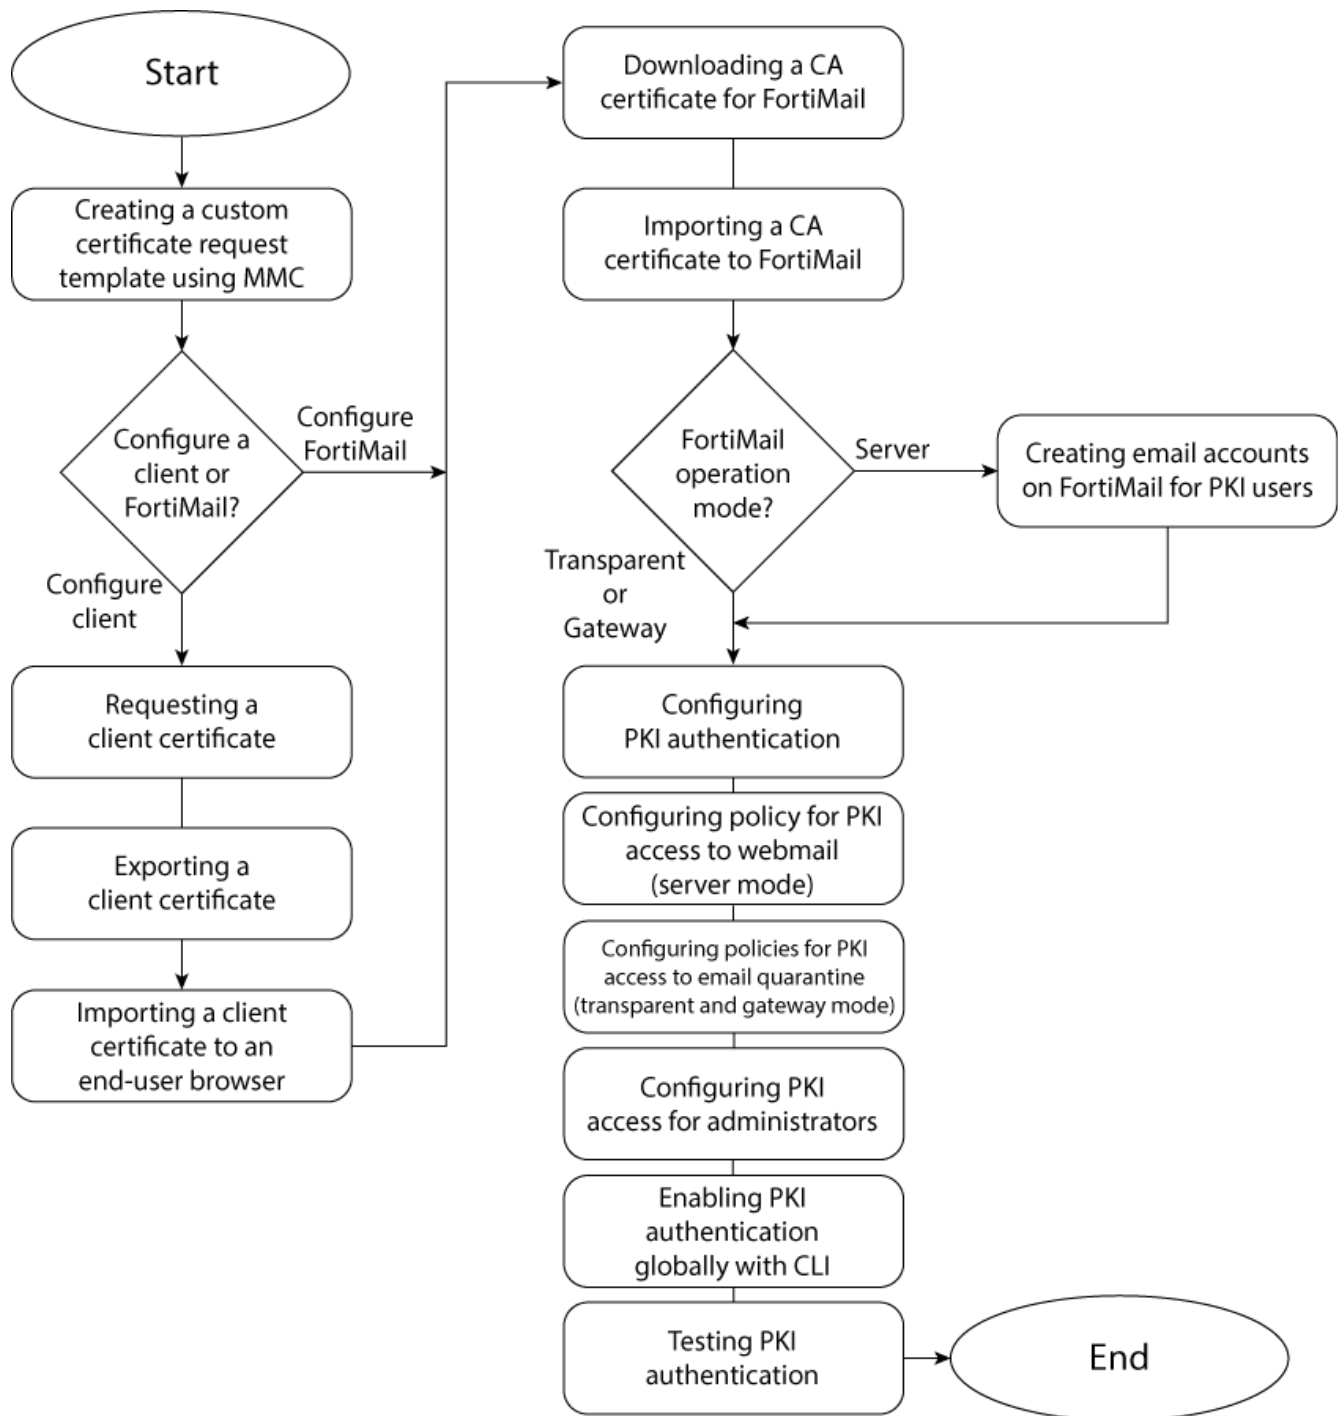 Start
Creating a custom
certificate request
template using MMC
Configure a
client or
FortiMail?
Configure
FortiMail
Configure
client
Requesting a
client certificate
Exporting a
client certificate
Importing a client
certificate to an
end-user browser
Downloading a CA
certificate for FortiMail
Importing a CA
certificate to FortiMail
FortiMail
operation
mode?
Server
Creating email accounts
on FortiMail for PKI users
Transparent
or
Gateway
Configuring
PKI authentication
Configuring policy for PKI
access to webmail
(server mode)
Configuring policies for PKI
access to email quarantine
(transparent and gateway mode)
Configuring PKI
access for administrators
Enabling PKI
authentication
globally with CLI
Testing PKI
authentication
End